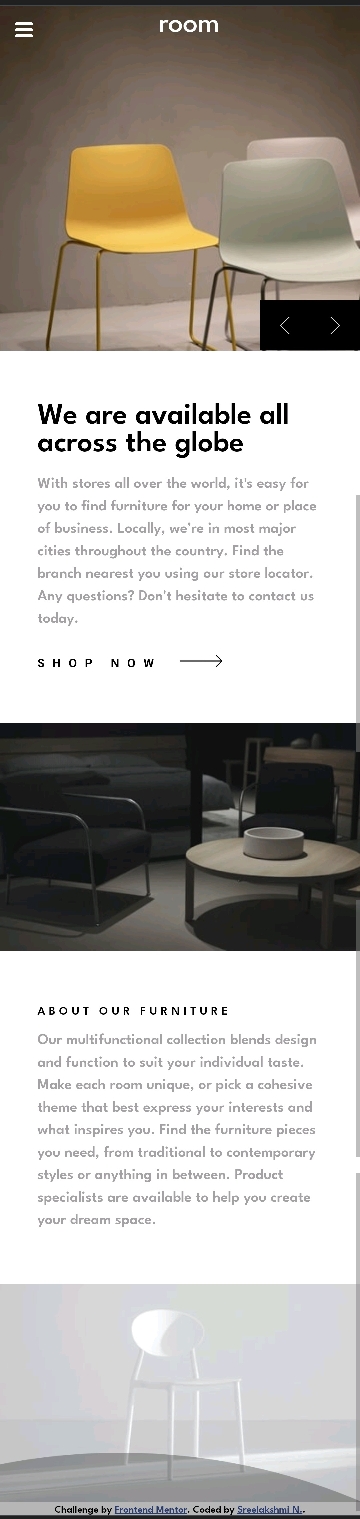 room
We are available all
across the globe
With stores all over the world, it's easy for
you to find furniture for your home or place
of business. Locally, we're in most major
cities throughout the country. Find the
branch nearest you using our store locator.
Any questions? Don't hesitate to contact us
today.
SHOP NOW
ABOUT OUR FURNITURE
Our multifunctional collection blends design
and function to suit your individual taste.
Make each room unique, or pick a cohesive
theme that best express your interests and
what inspires you. Find the furniture pieces
you need, from traditional to contemporary
styles or anything in between. Product
specialists are available to help you create
your dream space.
Challenge by Frontend Mentor. Coded by Sreelakshmi N..